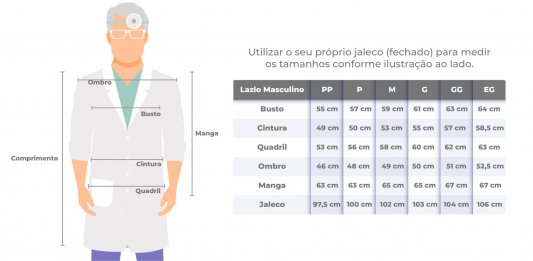 Utilizar o seu próprio jaleco (fechado) para medir
os tamanhos conforme ilustração ao lado.
Ombro
Busto
Manga
Comprimento
Cintura
Quadril
Lazlo Masculino PP P M G GG EG
Busto 55 cm 57 cm 59 cm 61 cm 63 cm 64 cm
Cintura 49 cm 50 cm 53 cm 55 cm 57 cm 58,5 cm
Quadril 53 cm 56 cm 58 cm 60 cm 62 cm 63 cm
Ombro 46 cm 48 cm 49 cm 50 cm 51 cm 52,5 cm
Manga 63 cm 63 cm 65 cm 65 cm 67 cm 67 cm
Jaleco 97,5 cm 100 cm 102 cm 103 cm 104 cm 106 cm